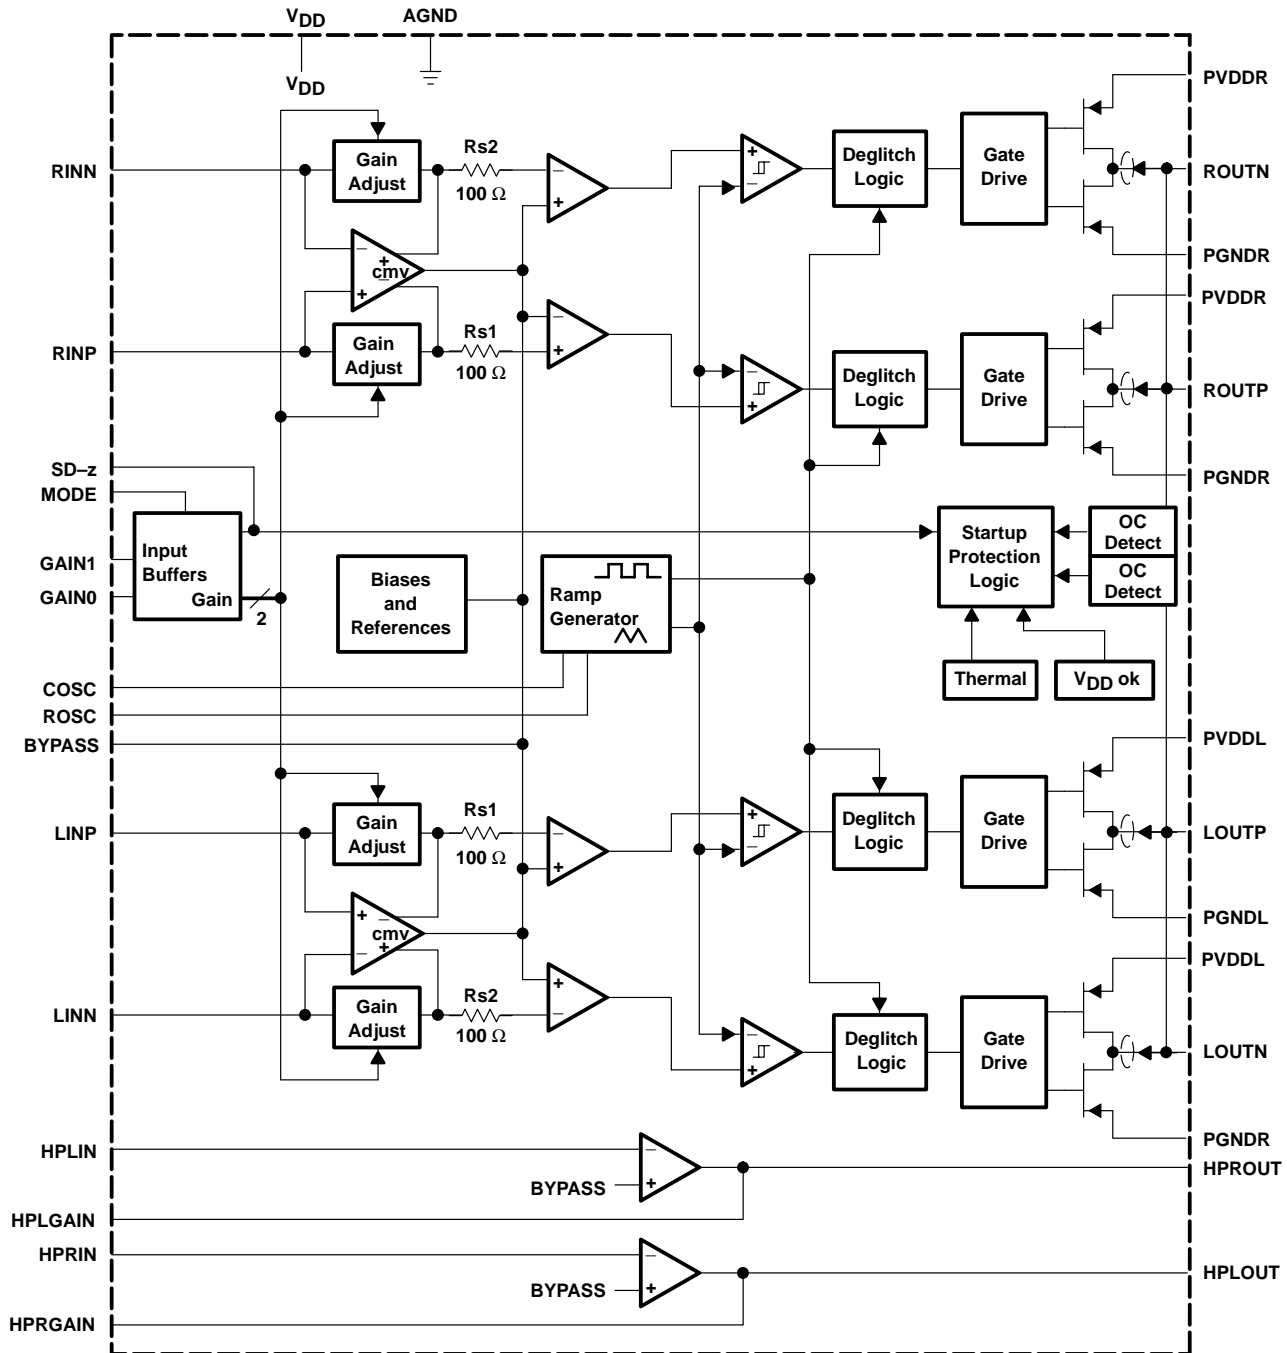 VDD AGND
VDD
PVDDR
RINN
Gain Adjust
Rs2
100 Ω
− +
+ −
Deglitch Logic
Gate Drive
ROUTN
− + cmv − +
PGNDR
PVDDR
RINP
Gain Adjust
Rs1
100 Ω
− +
− +
Deglitch Logic
Gate Drive
ROUTP
PGNDR
SD–z
MODE
GAIN1
GAIN0
Input Buffers
Gain
2
Biases and References
Ramp Generator
Startup Protection Logic
OC Detect
OC Detect
Thermal
VDD ok
COSC
ROSC
BYPASS
PVDDL
LINP
Gain Adjust
Rs1
100 Ω
− +
+ −
Deglitch Logic
Gate Drive
LOUTP
+ − cmv + −
PGNDL
PVDDL
LINN
Gain Adjust
Rs2
100 Ω
+ −
− +
Deglitch Logic
Gate Drive
LOUTN
PGNDR
HPLIN
−
BYPASS +
HPROUT
HPLGAIN
HPRIN
−
BYPASS +
HPLOUT
HPRGAIN